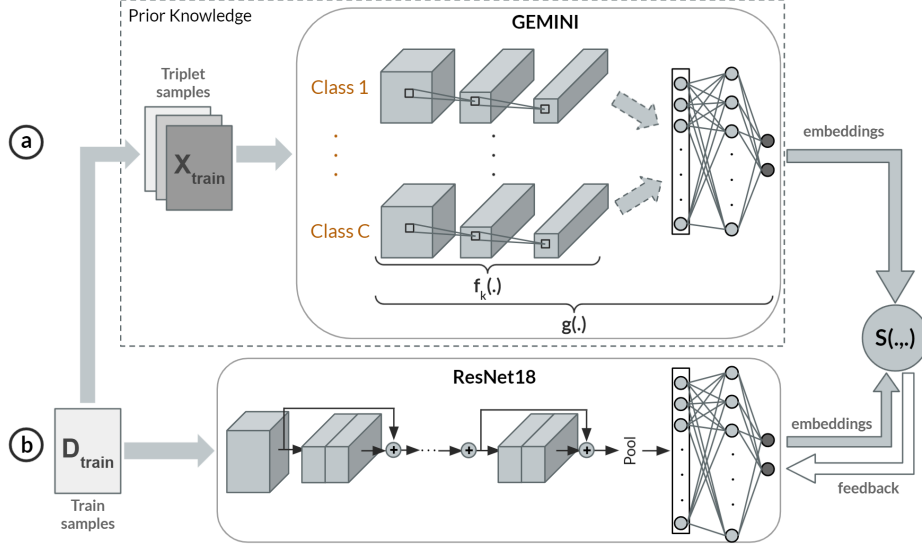 Prior Knowledge
GEMINI
Triplet
samples
Class 1
a
X train
embeddings
Class C
f k (.)
g(.)
S(.,.)
ResNet18
b
D train
Pool
embeddings
feedback
Train
samples